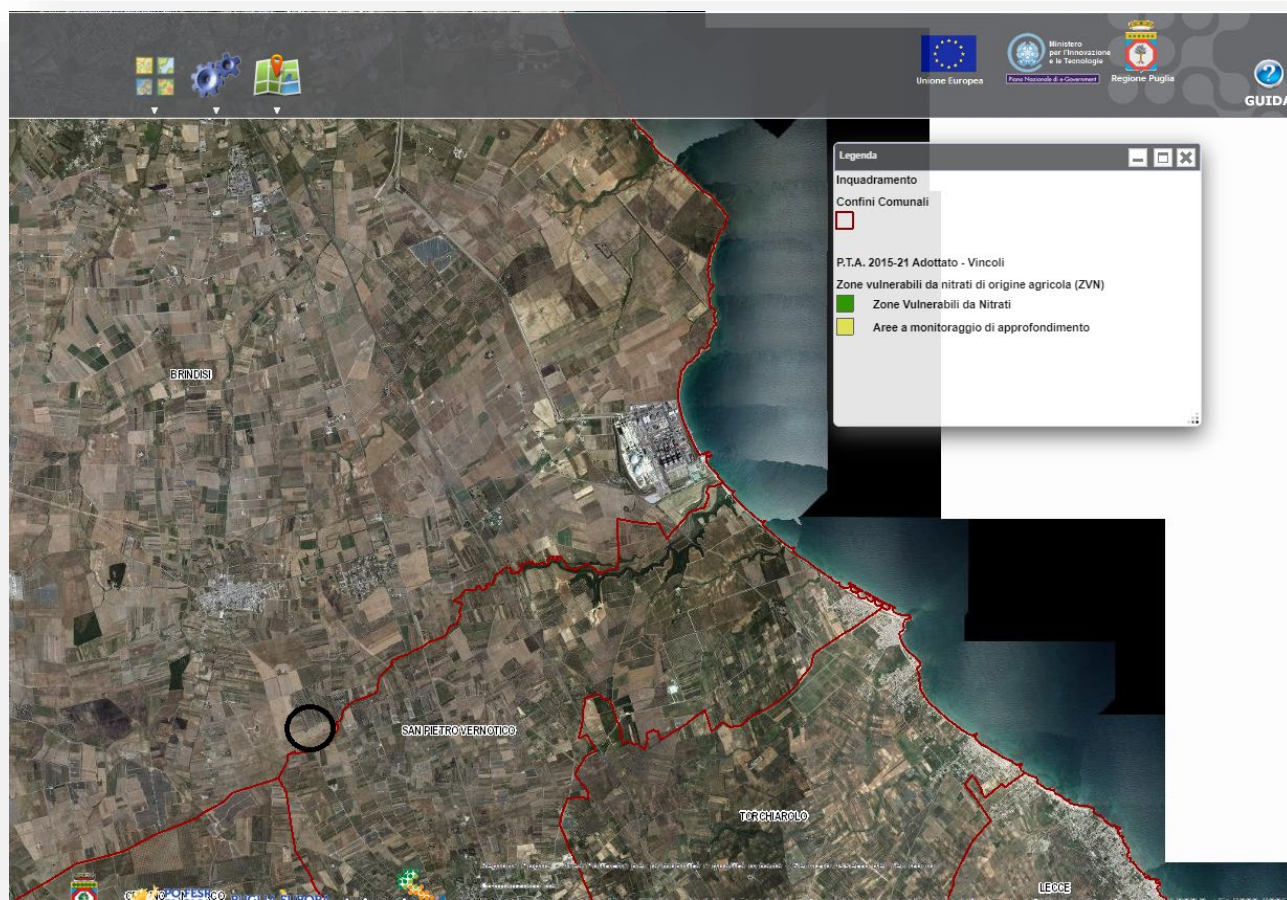 Unione Europea
Ministero
per l'Innovazione
e le Tecnologie
Piano Nazionale di e-Government
Regione Puglia
GUIDA
Legenda
Inquadramento
Confini Comunali
P.T.A. 2015-21 Adottato - Vincoli
Zone vulnerabili da nitrati di origine agricola (ZVN)
Zone Vulnerabili da Nitrati
Aree a monitoraggio di approfondimento
BRINDISI
SAN PIETRO VERNOTICO
TORCHIAROLO
LECCE